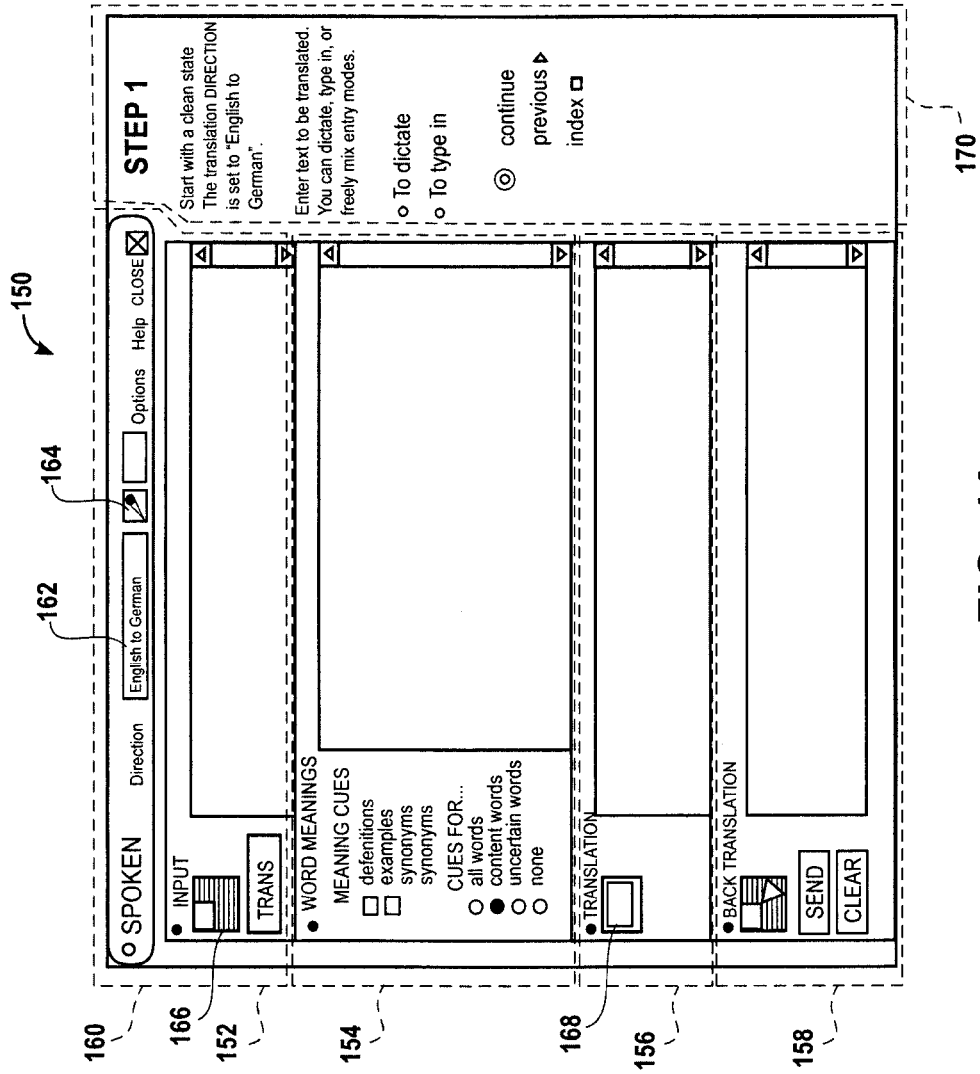 150
162
164
SPOKEN
Direction
English to German
Options
Help
CLOSE
160
166
152
INPUT
TRANS
154
WORD MEANINGS
MEANING CUES
defenitions
examples
synonyms
synonyms
CUES FOR...
all words
content words
uncertain words
none
168
156
TRANSLATION
158
BACK TRANSLATION
SEND
CLEAR
STEP 1
Start with a clean state
The translation DIRECTION
is set to "English to
German".
Enter text to be translated.
You can dictate, type in, or
freely mix entry modes.
To dictate
To type in
continue
previous
index
170